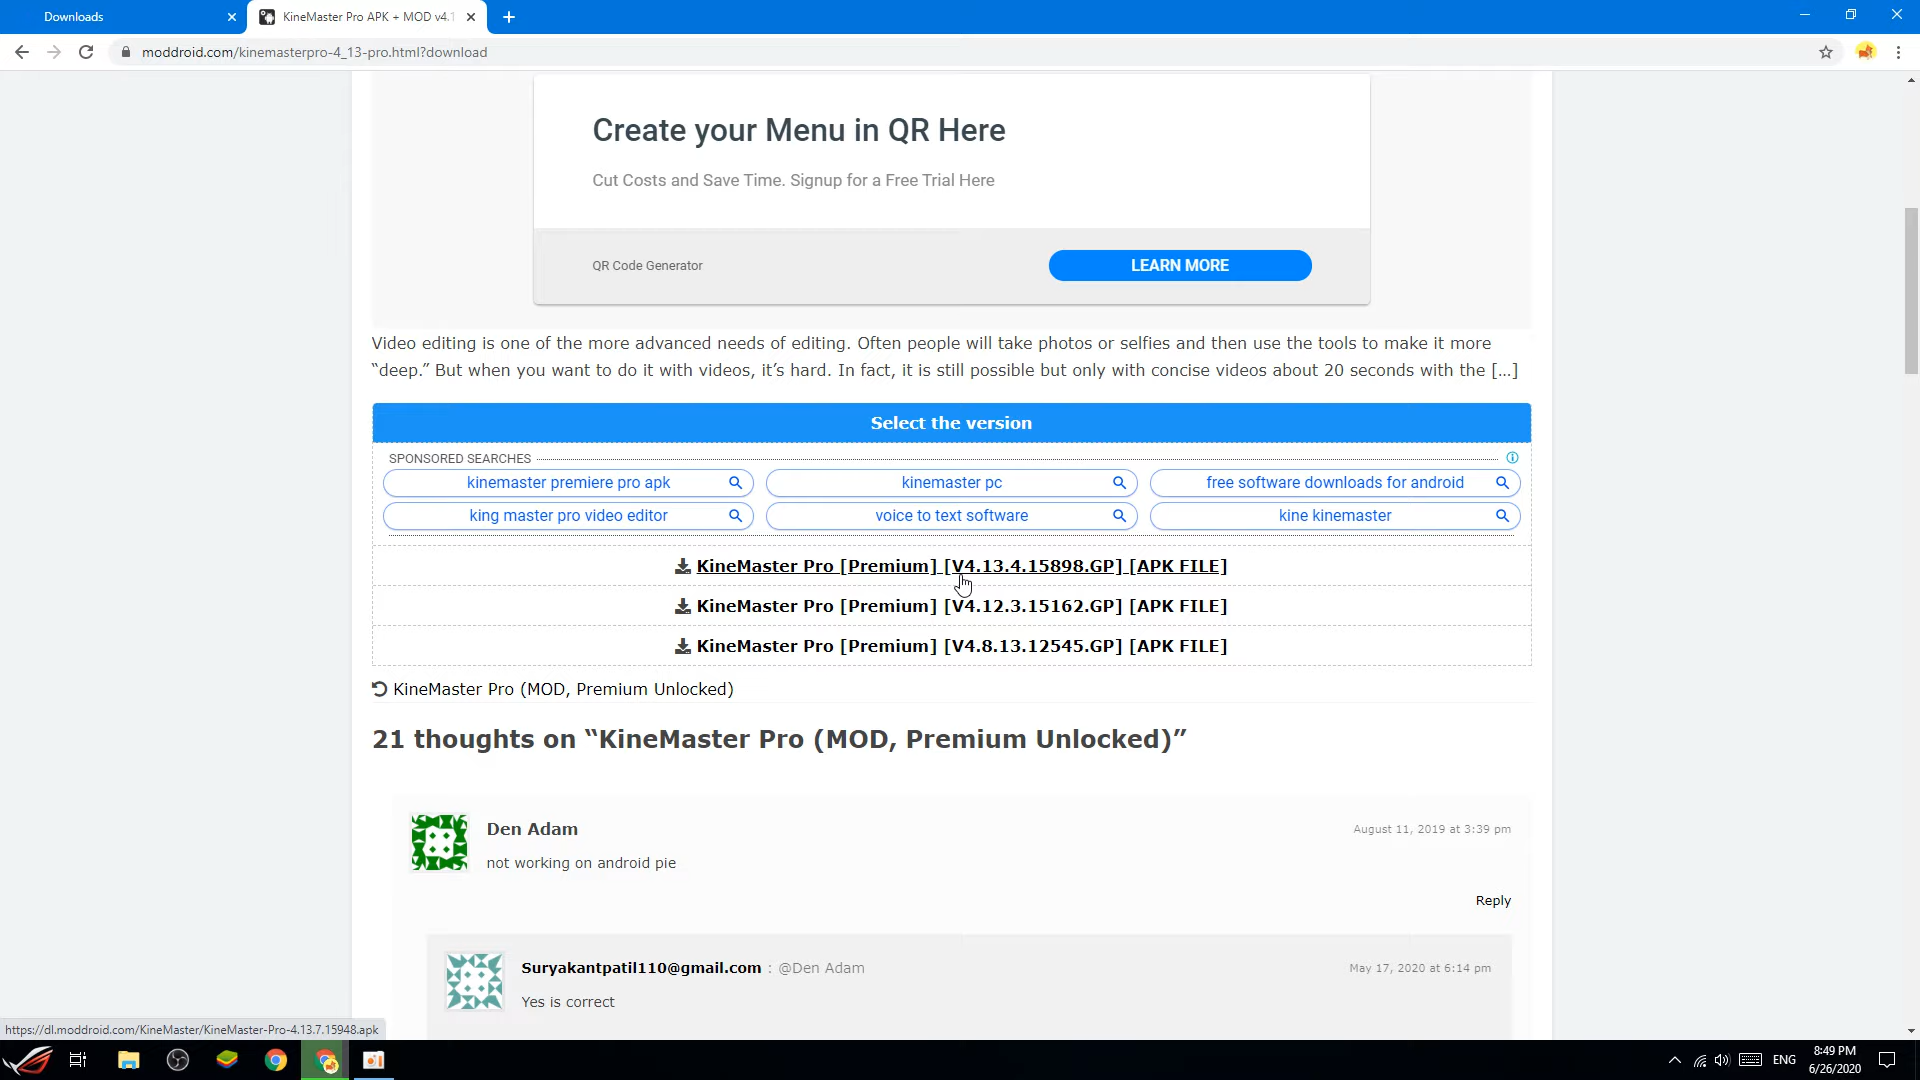 Downloads
KineMaster Pro APK + MOD v4.1
moddroid.com/kinemasterpro-4_13-pro.html?download
Create your Menu in QR Here
Cut Costs and Save Time. Signup for a Free Trial Here
QR Code Generator
LEARN MORE
Video editing is one of the more advanced needs of editing. Often people will take photos or selfies and then use the tools to make it more
“deep.” But when you want to do it with videos, it’s hard. In fact, it is still possible but only with concise videos about 20 seconds with the […]
Select the version
SPONSORED SEARCHES
kinemaster premiere pro apk
kinemaster pc
free software downloads for android
king master pro video editor
voice to text software
kine kinemaster
KineMaster Pro [Premium] [V4.13.4.15898.GP] [APK FILE]
KineMaster Pro [Premium] [V4.12.3.15162.GP] [APK FILE]
KineMaster Pro [Premium] [V4.8.13.12545.GP] [APK FILE]
KineMaster Pro (MOD, Premium Unlocked)
21 thoughts on “KineMaster Pro (MOD, Premium Unlocked)”
Den Adam
August 11, 2019 at 3:39 pm
not working on android pie
Reply
Suryakantpatil110@gmail.com : @Den Adam
May 17, 2020 at 6:14 pm
Yes is correct
https://dl.moddroid.com/KineMaster/KineMaster-Pro-4.13.7.15948.apk
ENG
8:49 PM
6/26/2020